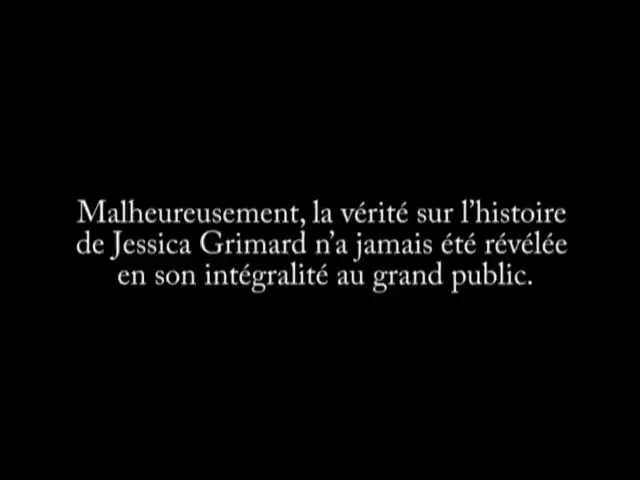 Malheureusement, la vérité sur l'histoire
de Jessica Grimard n'a jamais été révélée
en son intégralité au grand public.